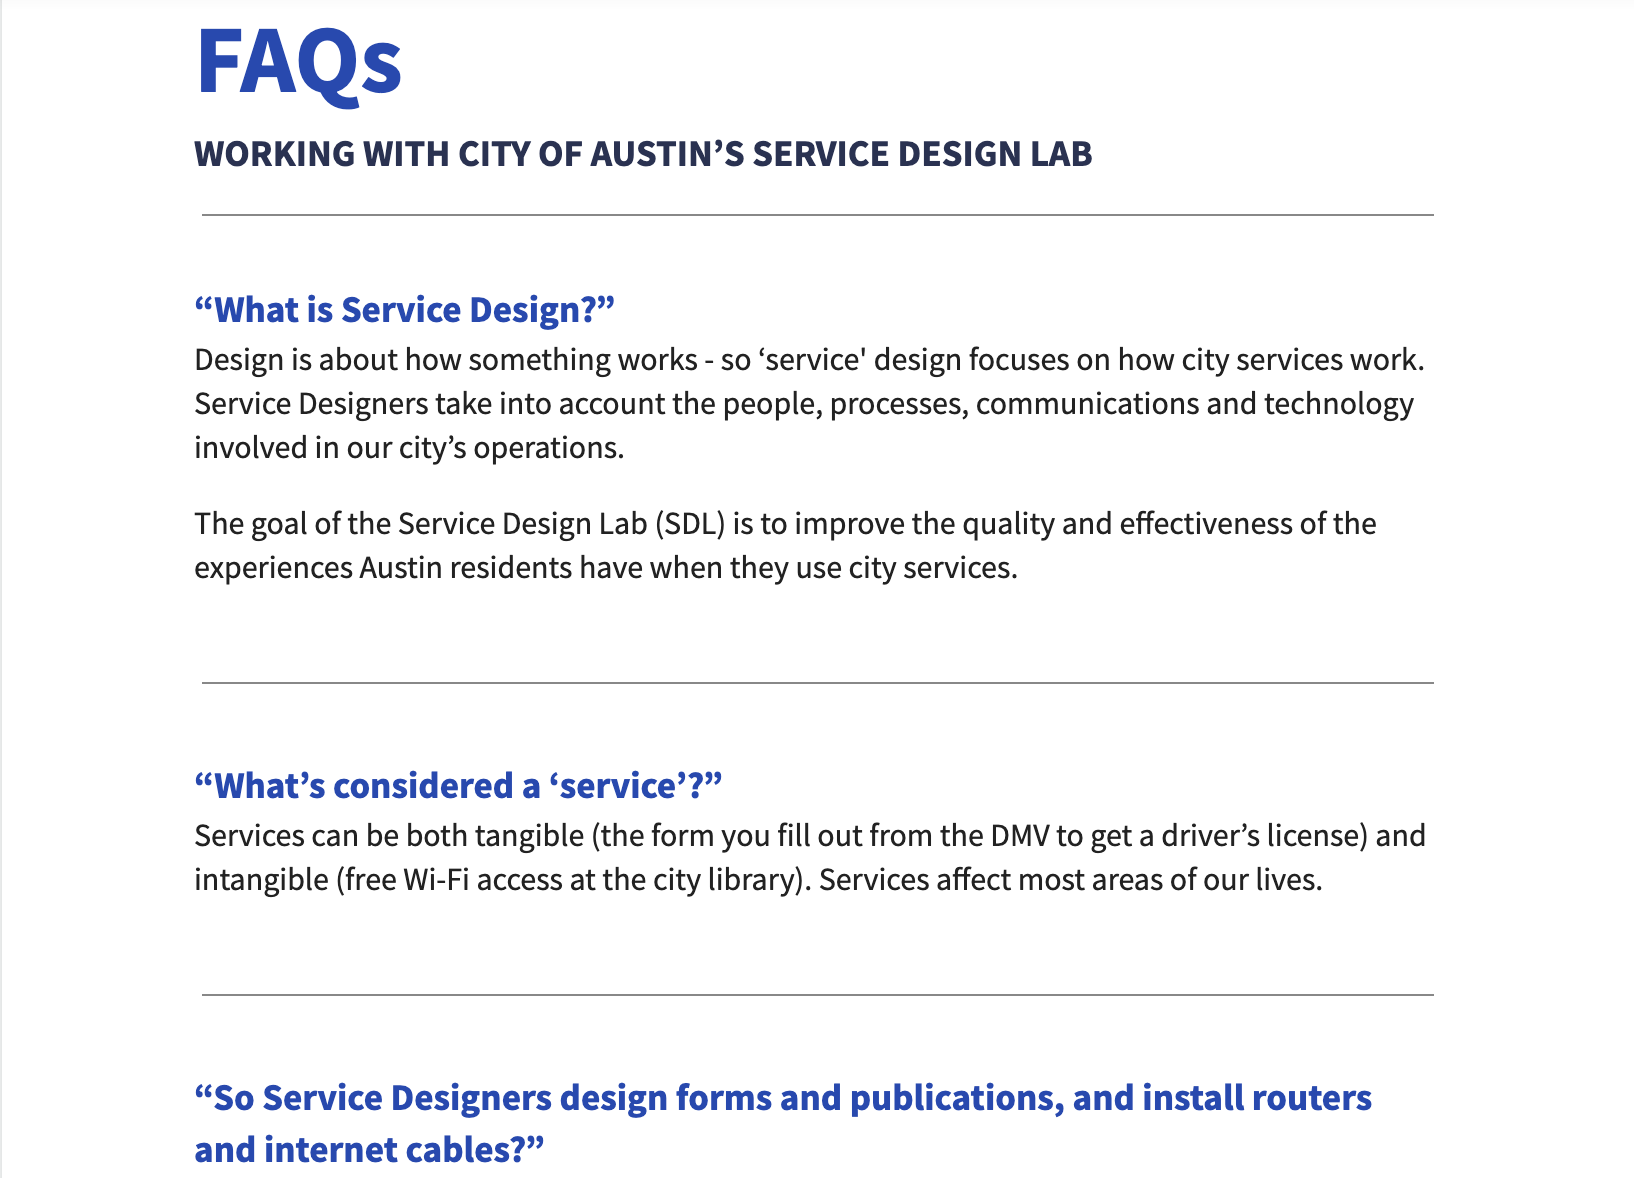 FAQs
WORKING WITH CITY OF AUSTIN’S SERVICE DESIGN LAB
“What is Service Design?”
Design is about how something works - so ‘service' design focuses on how city services work.
Service Designers take into account the people, processes, communications and technology
involved in our city’s operations.
The goal of the Service Design Lab (SDL) is to improve the quality and effectiveness of the
experiences Austin residents have when they use city services.
“What’s considered a ‘service’?”
Services can be both tangible (the form you fill out from the DMV to get a driver’s license) and
intangible (free Wi-Fi access at the city library). Services affect most areas of our lives.
“So Service Designers design forms and publications, and install routers
and internet cables?”